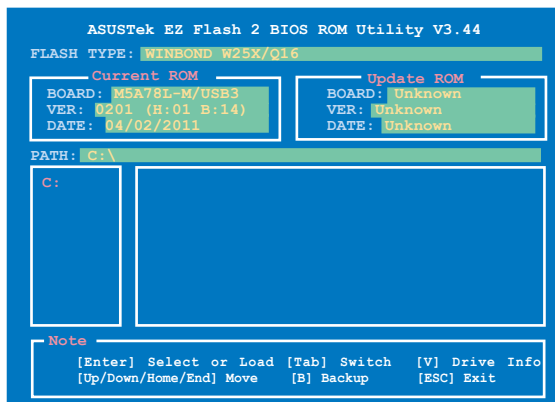 ASUSTek EZ Flash 2 BIOS ROM Utility V3.44
FLASH TYPE: WINBOND W25X/Q16
Current ROM
BOARD: M5A78L-M/USB3
VER: 0201 (H:01 B:14)
DATE: 04/02/2011
Update ROM
BOARD: Unknown
VER: Unknown
DATE: Unknown
PATH: C:\
C:
Note
[Enter] Select or Load [Tab] Switch [V] Drive Info
[Up/Down/Home/End] Move [B] Backup [ESC] Exit